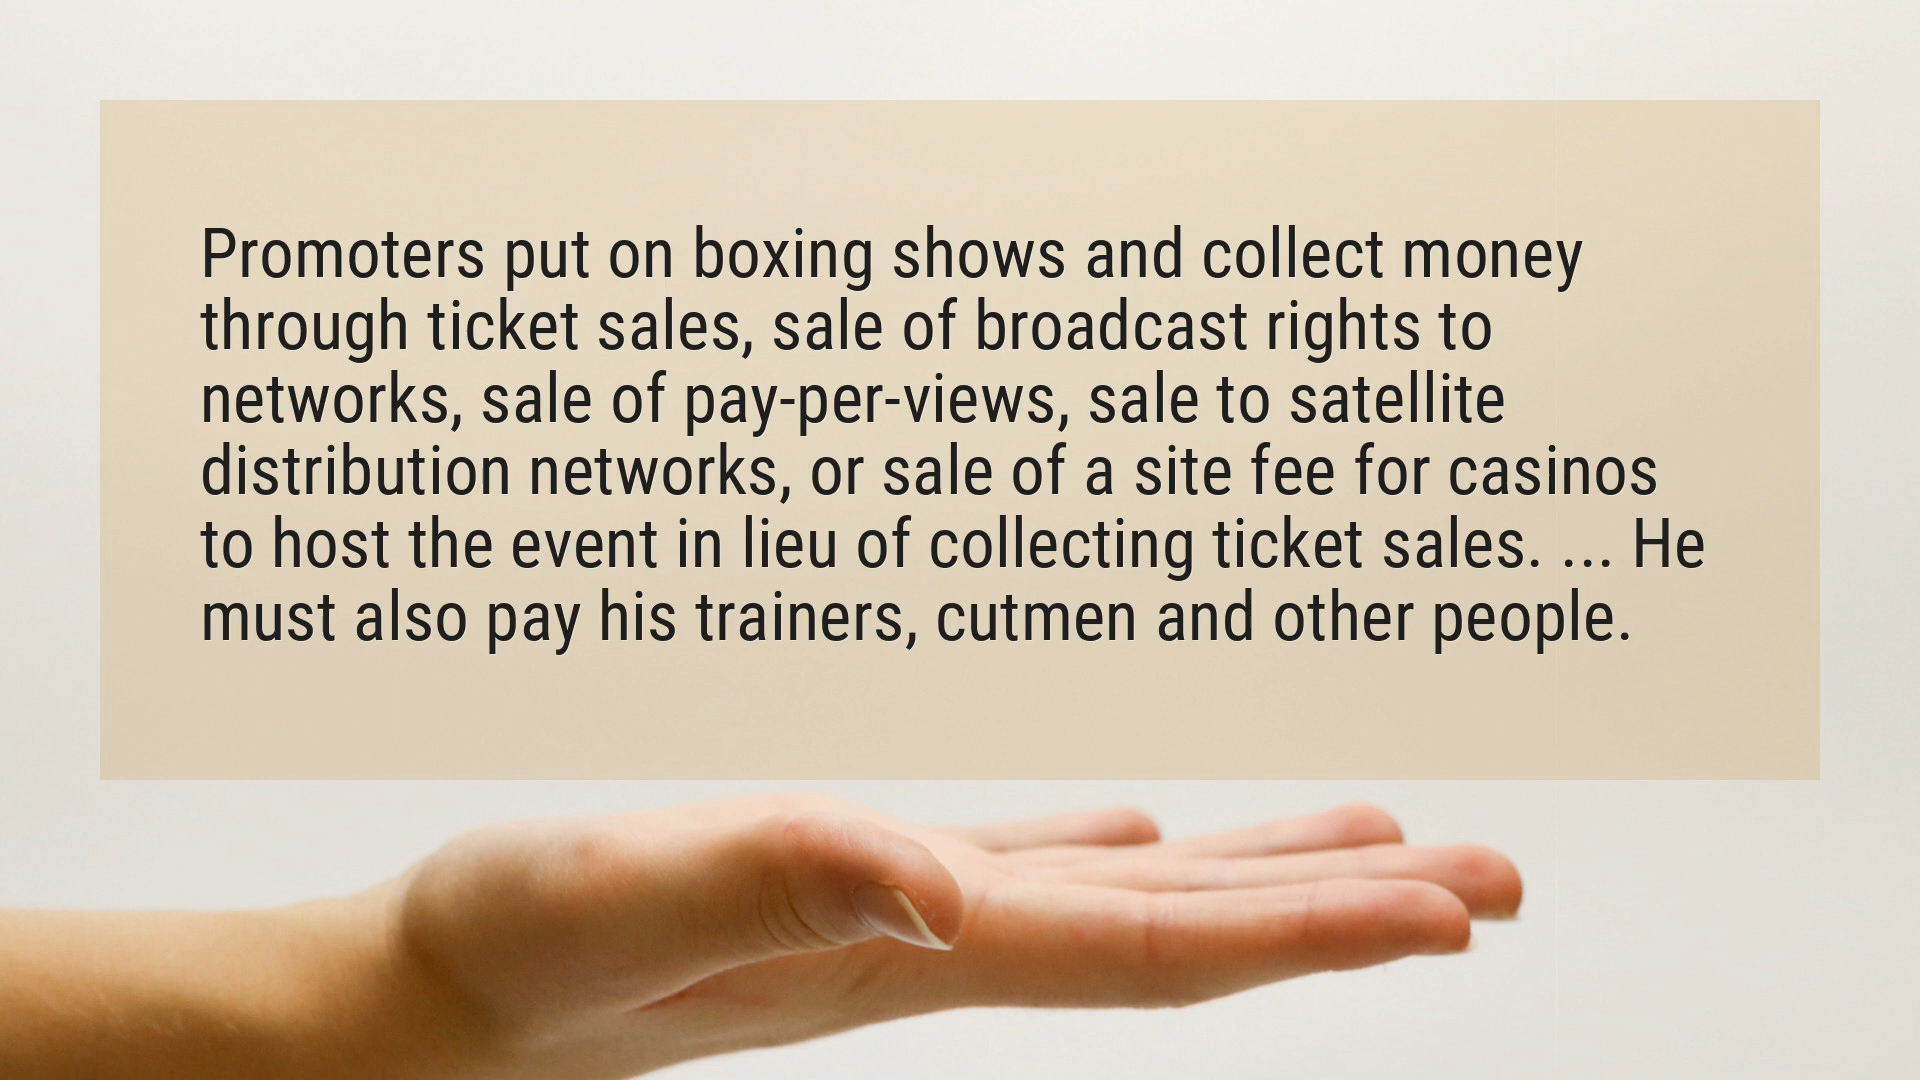 Promoters put on boxing shows and collect money
through ticket sales, sale of broadcast rights to
networks, sale of pay-per-views, sale to satellite
distribution networks, or sale of a site fee for casinos
to host the event in lieu of collecting ticket sales. ... He
must also pay his trainers, cutmen and other people.